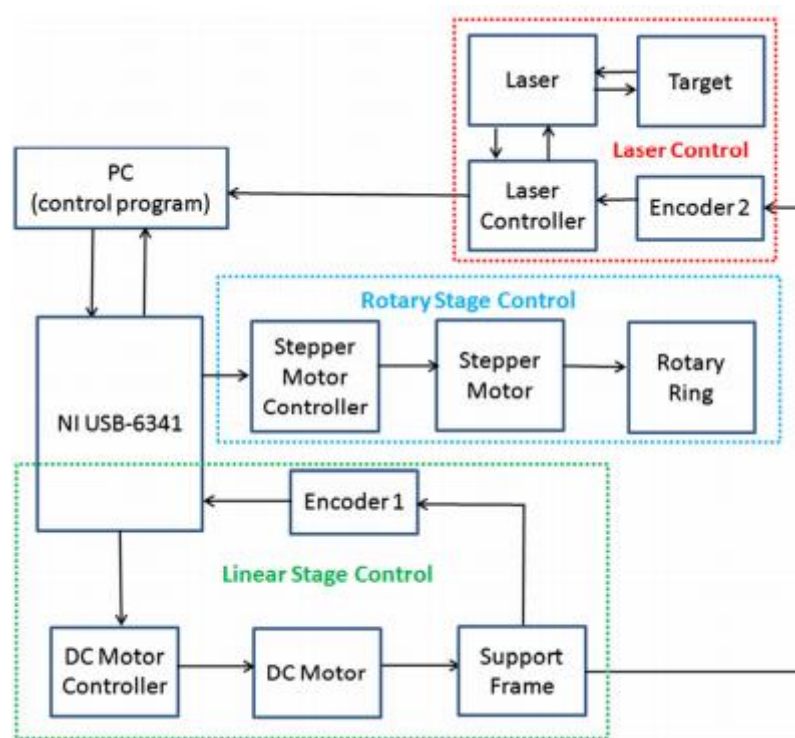 Laser
Target
Laser Control
PC
(control program)
Laser
Controller
Encoder 2
Rotary Stage Control
Stepper
Motor
Controller
Stepper
Motor
Rotary
Ring
NI USB-6341
Encoder 1
Linear Stage Control
DC Motor
Controller
DC Motor
Support
Frame